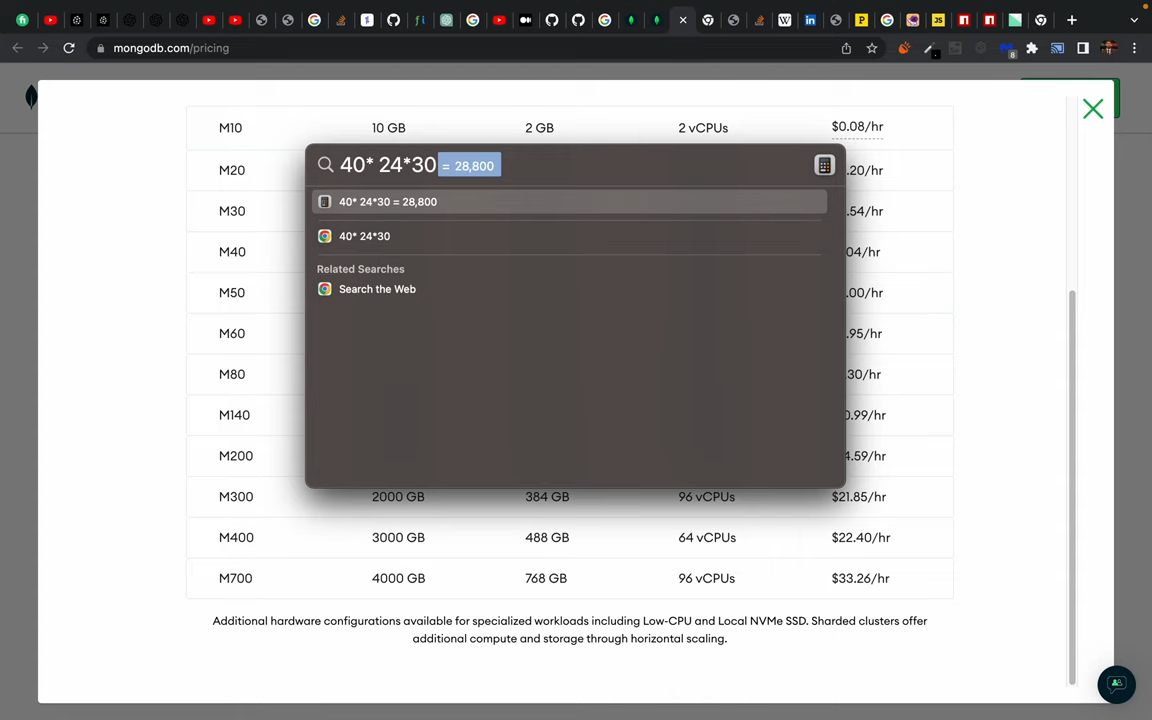 mongodb.com/pricing
8
M10 10 GB 2 GB 2 vCPUs $0.08/hr
40* 24*30 = 28,800
M20 .20/hr
40* 24*30 = 28,800
M30 .54/hr
40* 24*30
M40 04/hr
Related Searches
Search the Web
M50 .00/hr
M60 .95/hr
M80 .30/hr
M140 0.99/hr
M200 4.59/hr
M300 2000 GB 384 GB 96 vCPUs $21.85/hr
M400 3000 GB 488 GB 64 vCPUs $22.40/hr
M700 4000 GB 768 GB 96 vCPUs $33.26/hr
Additional hardware configurations available for specialized workloads including Low-CPU and Local NVMe SSD. Sharded clusters offer
additional compute and storage through horizontal scaling.